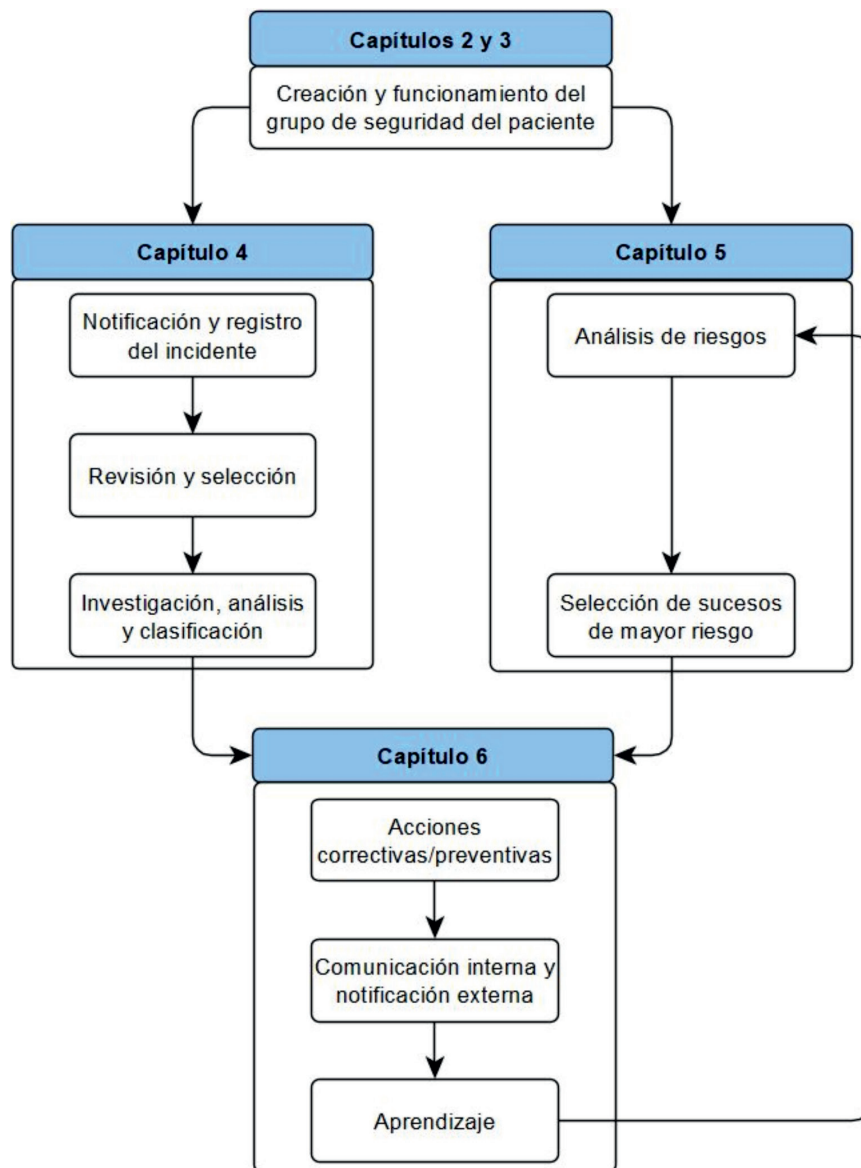 Capítulos 2 y 3
Creación y funcionamiento del
grupo de seguridad del paciente
Capítulo 4
Notificación y registro
del incidente
Revisión y selección
Investigación, análisis
y clasificación
Capítulo 5
Análisis de riesgos
Selección de sucesos
de mayor riesgo
Capítulo 6
Acciones
correctivas/preventivas
Comunicación interna y
notificación externa
Aprendizaje